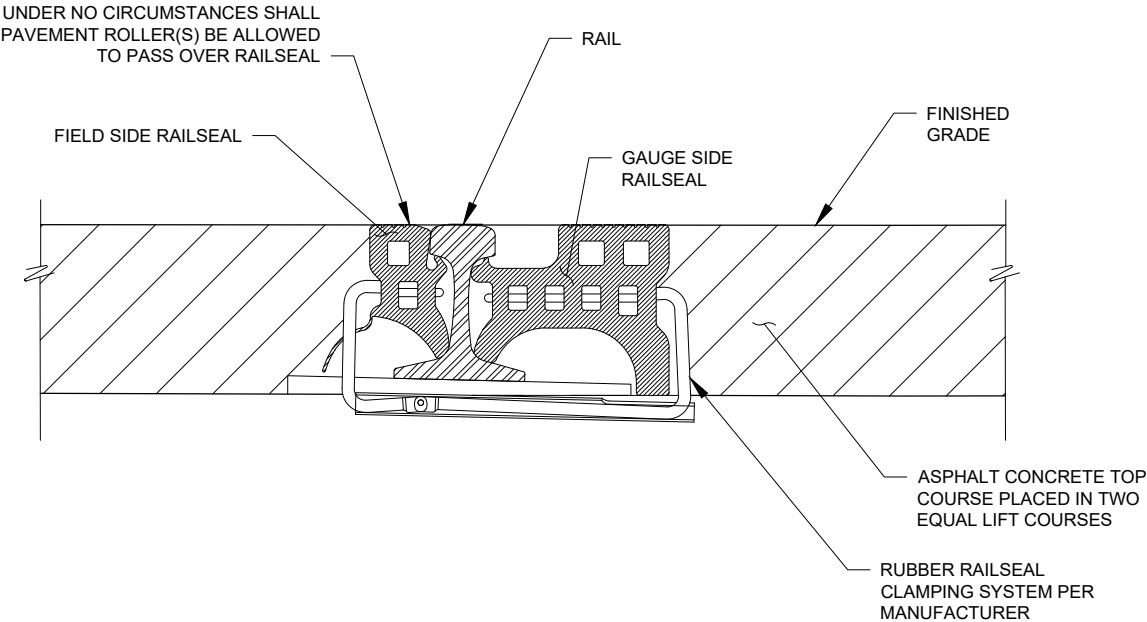 UNDER NO CIRCUMSTANCES SHALL
PAVEMENT ROLLER(S) BE ALLOWED
TO PASS OVER RAILSEAL
RAIL
FIELD SIDE RAILSEAL
FINISHED
GRADE
GAUGE SIDE
RAILSEAL
ASPHALT CONCRETE TOP
COURSE PLACED IN TWO
EQUAL LIFT COURSES
RUBBER RAILSEAL
CLAMPING SYSTEM PER
MANUFACTURER